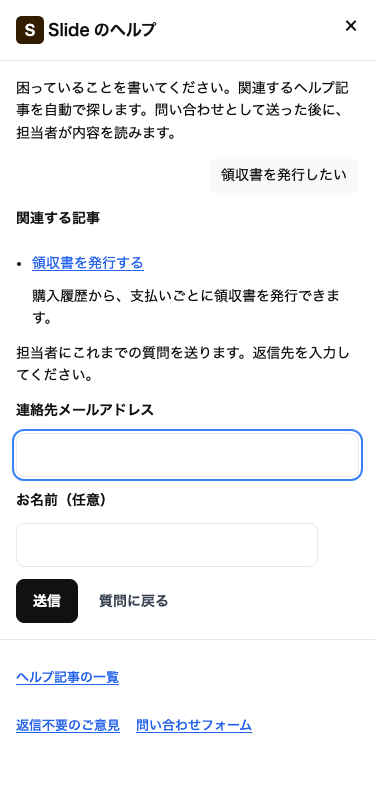 S Slide のヘルプ ×
困っていることを書いてください。関連するヘルプ記
事を自動で探します。問い合わせとして送った後に、
担当者が内容を読みます。
領収書を発行したい
関連する記事
• 領収書を発行する
購入履歴から、支払いごとに領収書を発行できま
す。
担当者にこれまでの質問を送ります。返信先を入力し
てください。
連絡先メールアドレス
お名前（任意）
送信 質問に戻る
ヘルプ記事の一覧
返信不要のご意見 問い合わせフォーム